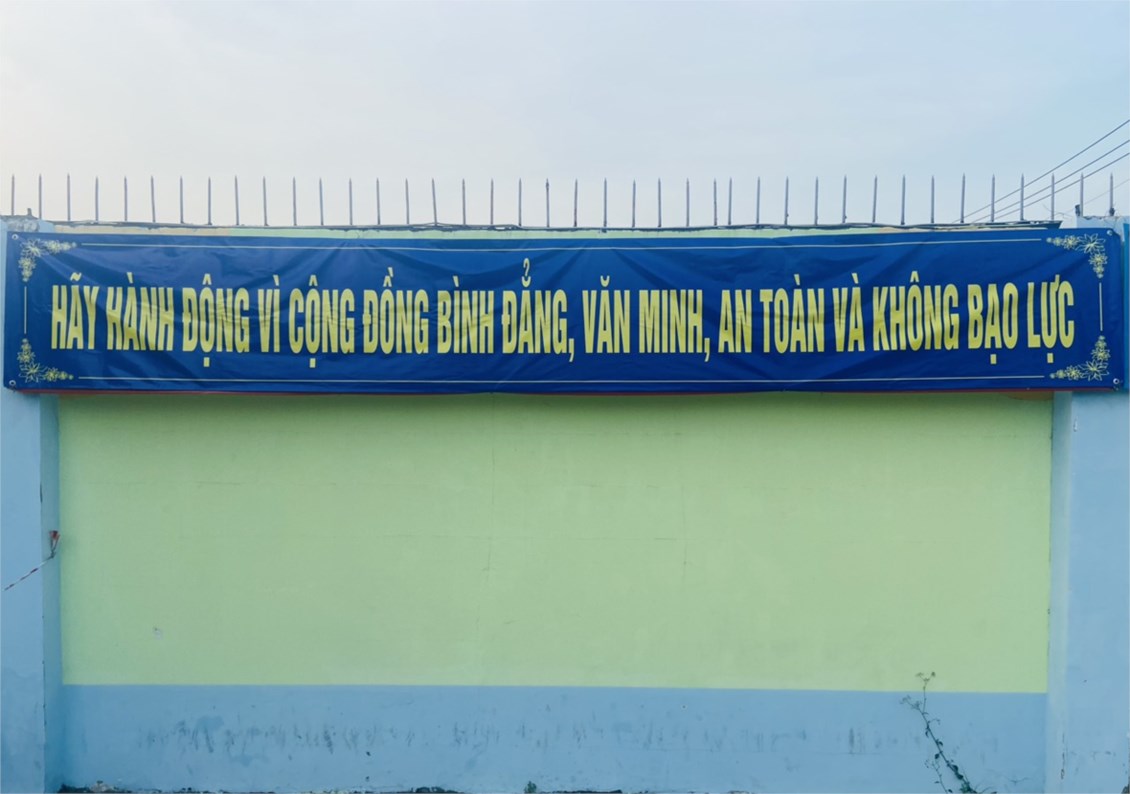 HÃY HÀNH ĐỘNG VÌ CỘNG ĐỒNG BÌNH ĐẲNG, VĂN MINH, AN TOÀN VÀ KHÔNG BẠO LỰC